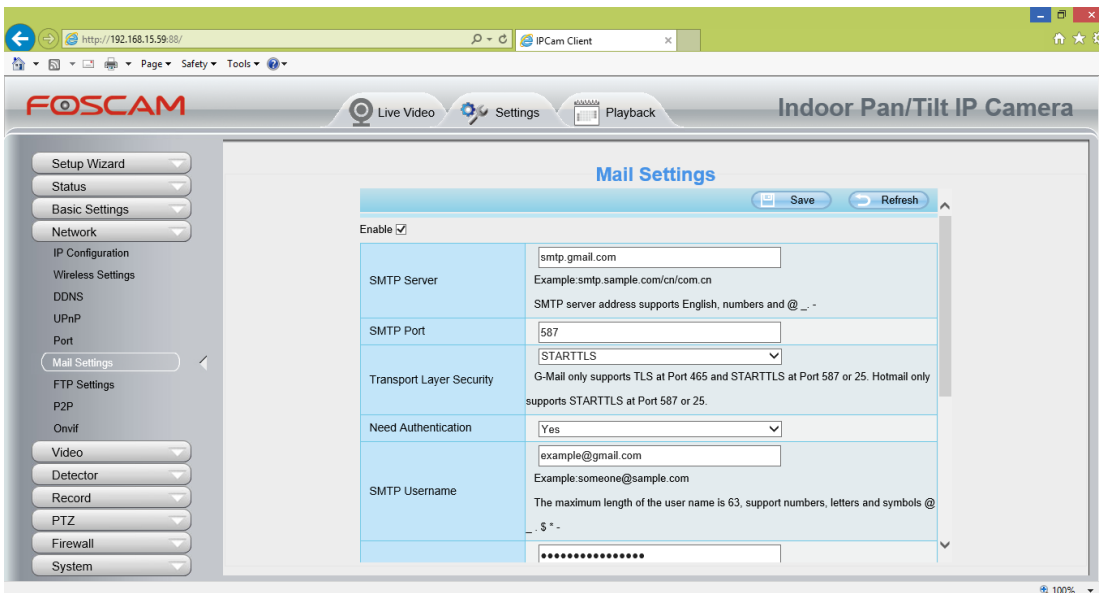 http://192.168.15.59:88/
IPCam Client
Page Safety Tools
FOSCAM
Live Video
Settings
Playback
Indoor Pan/Tilt IP Camera
Setup Wizard
Status
Basic Settings
Network
IP Configuration
Wireless Settings
DDNS
UPnP
Port
Mail Settings
FTP Settings
P2P
Onvif
Video
Detector
Record
PTZ
Firewall
System
Mail Settings
Save Refresh
Enable
SMTP Server
smtp.gmail.com
Example:smtp.sample.com/cn/com.cn
SMTP server address supports English, numbers and @ _ . -
SMTP Port
587
Transport Layer Security
STARTTLS
G-Mail only supports TLS at Port 465 and STARTTLS at Port 587 or 25. Hotmail only
supports STARTTLS at Port 587 or 25.
Need Authentication
Yes
SMTP Username
example@gmail.com
Example:someone@sample.com
The maximum length of the user name is 63, support numbers, letters and symbols @
_ . $ * -
••••••••••••••••
100%